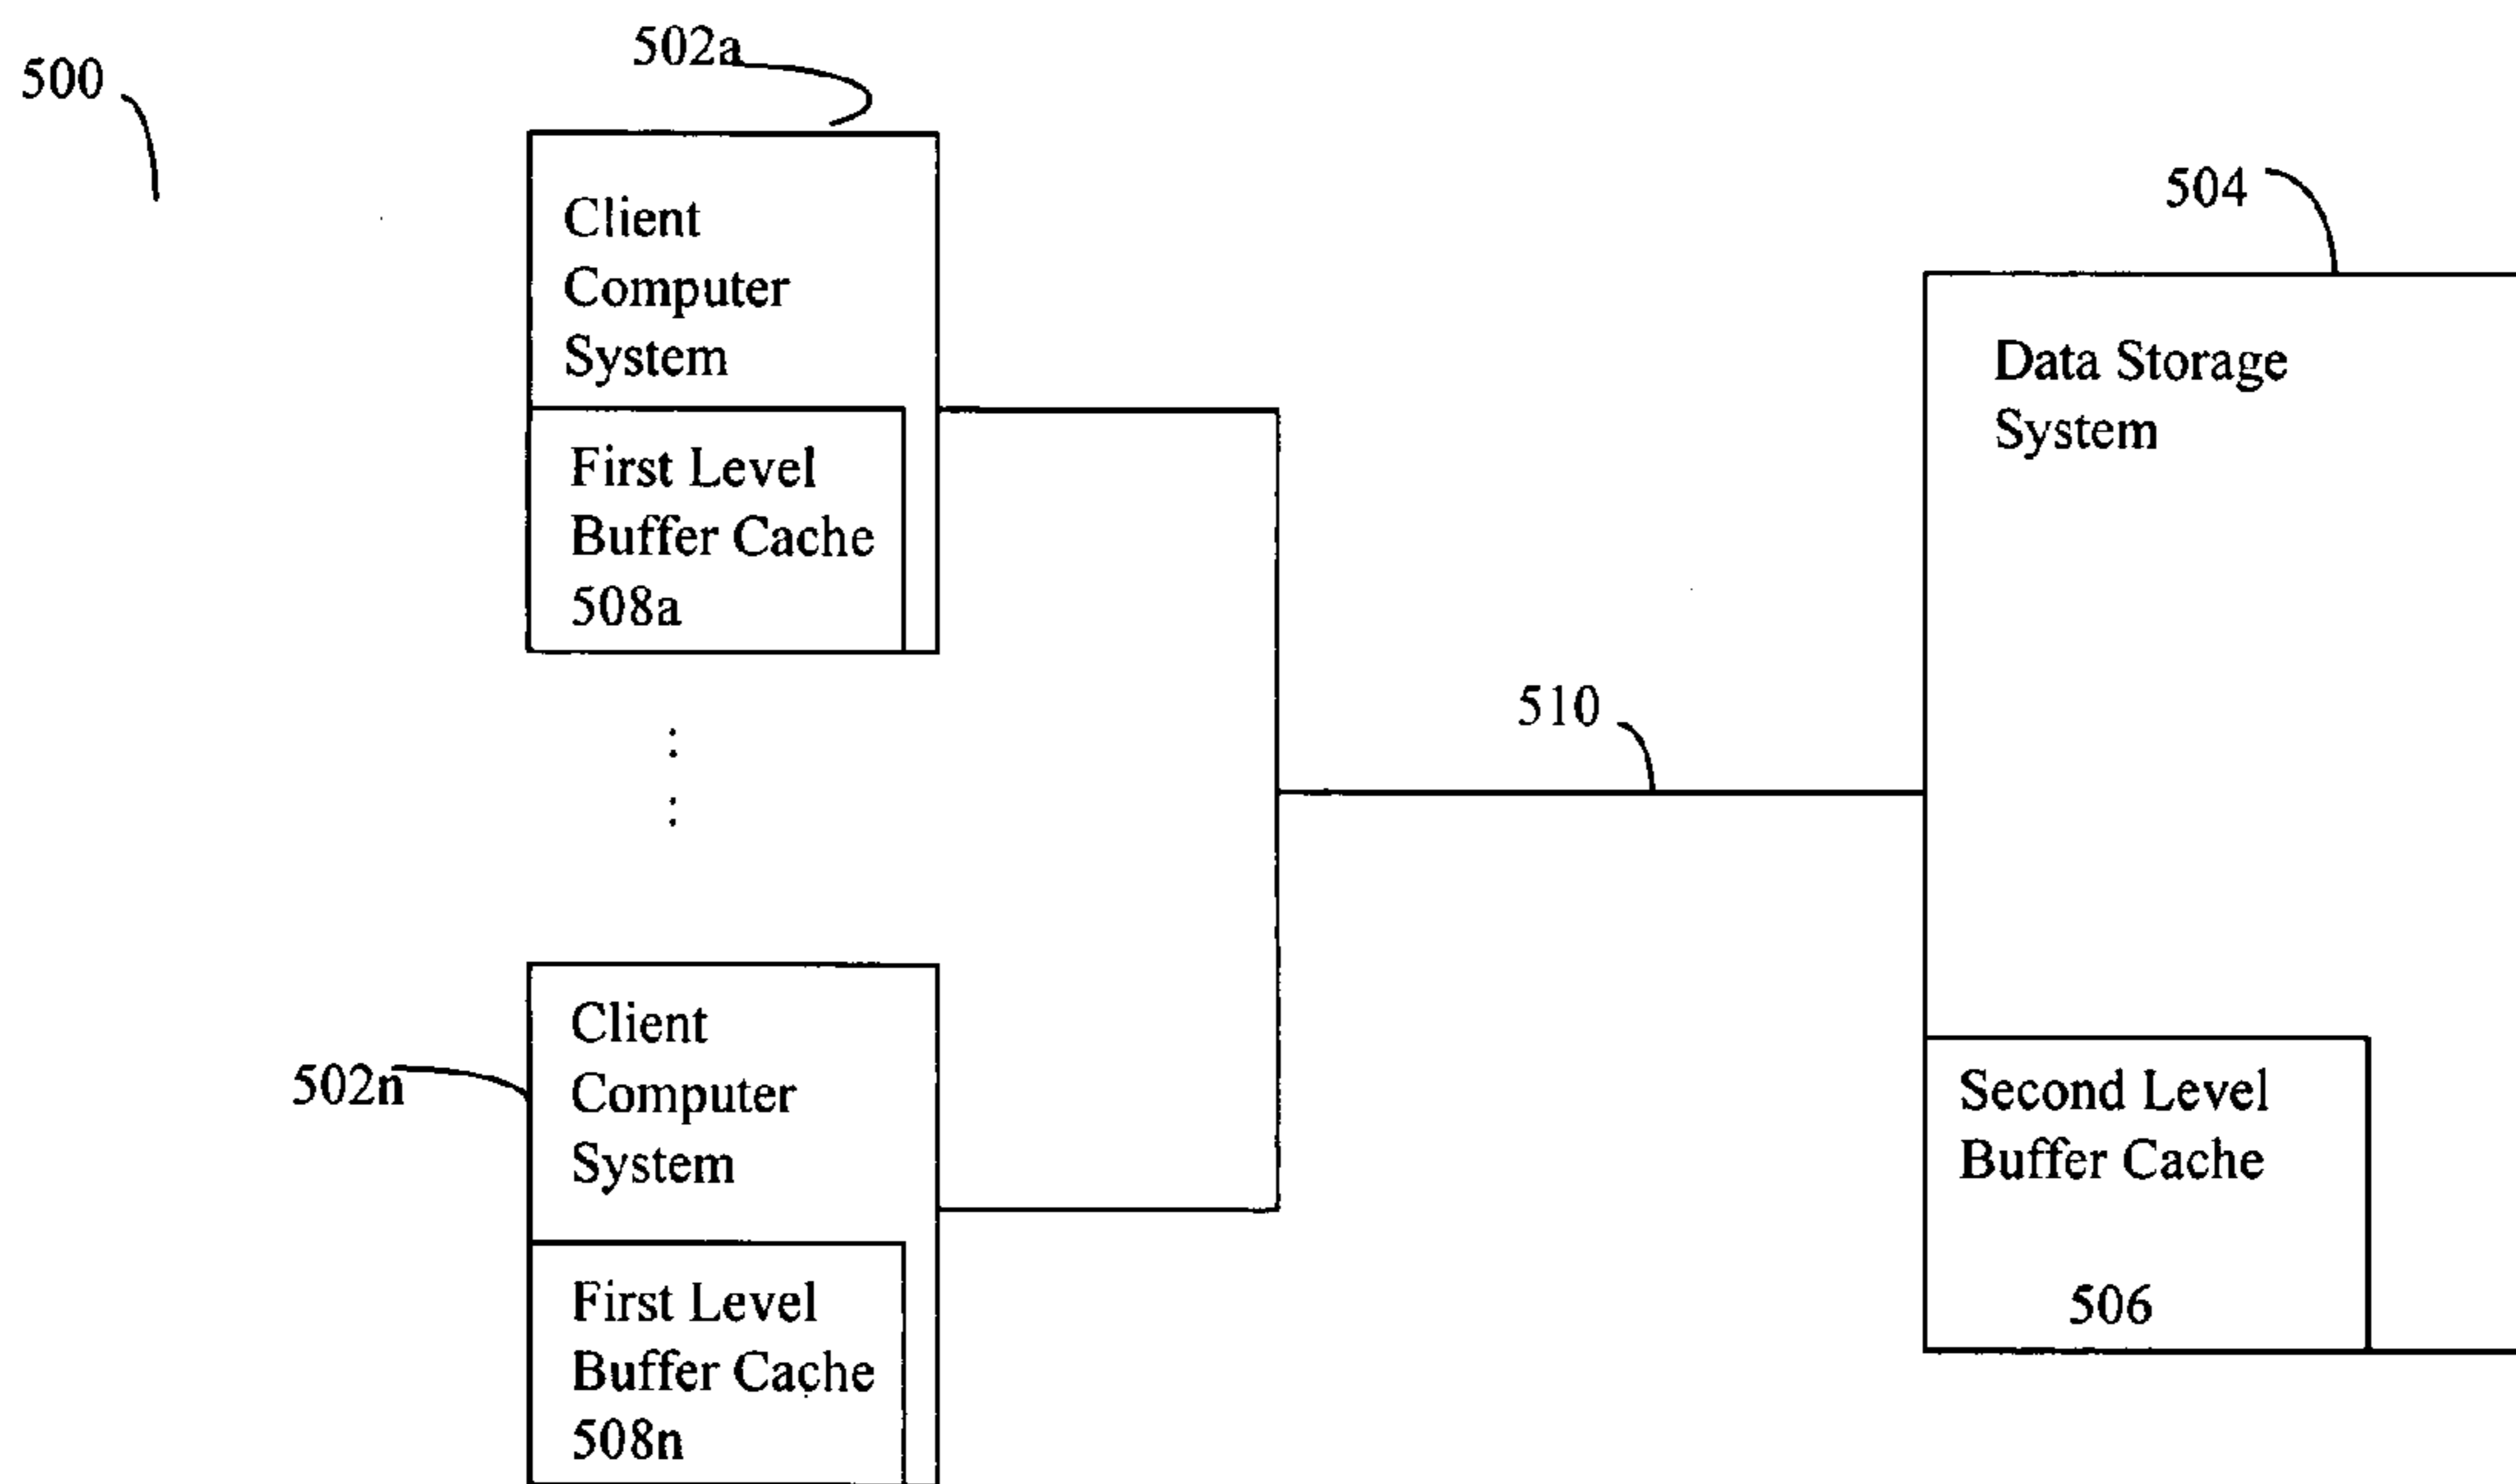 500
502a
Client
Computer
System
First Level
Buffer Cache
508a
504
Data Storage
System
510
502n
Client
Computer
System
First Level
Buffer Cache
508n
Second Level
Buffer Cache
506